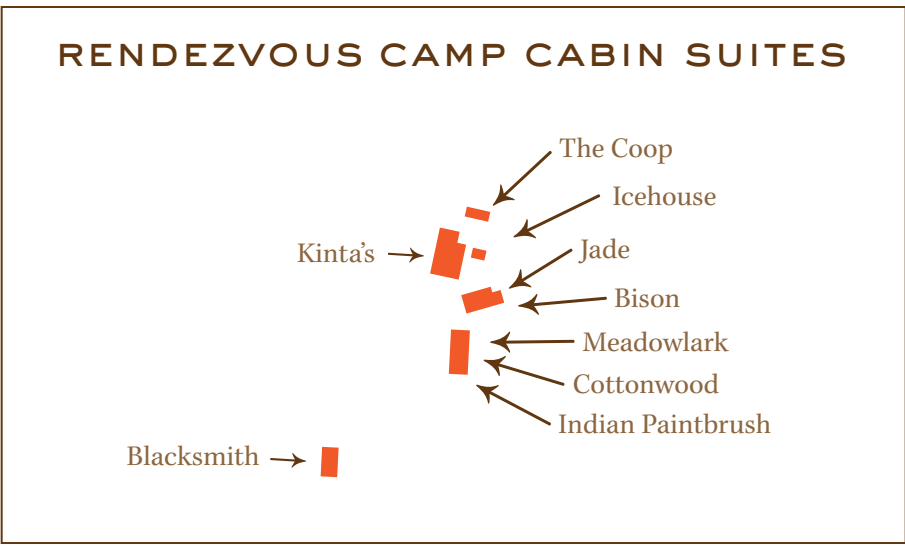 RENDEZVOUS CAMP CABIN SUITES
The Coop
Icehouse
Kinta's
Jade
Bison
Meadowlark
Cottonwood
Indian Paintbrush
Blacksmith